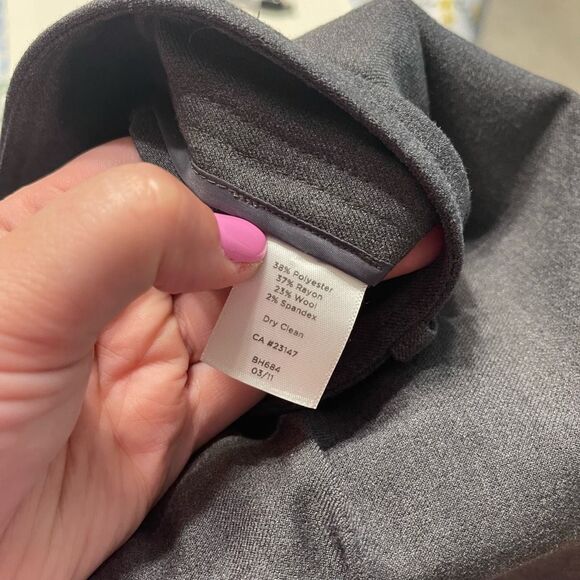 38% Polyester
37% Rayon
23% Wool
2% Spandex
Dry Clean
CA #23147
BH684
03/11